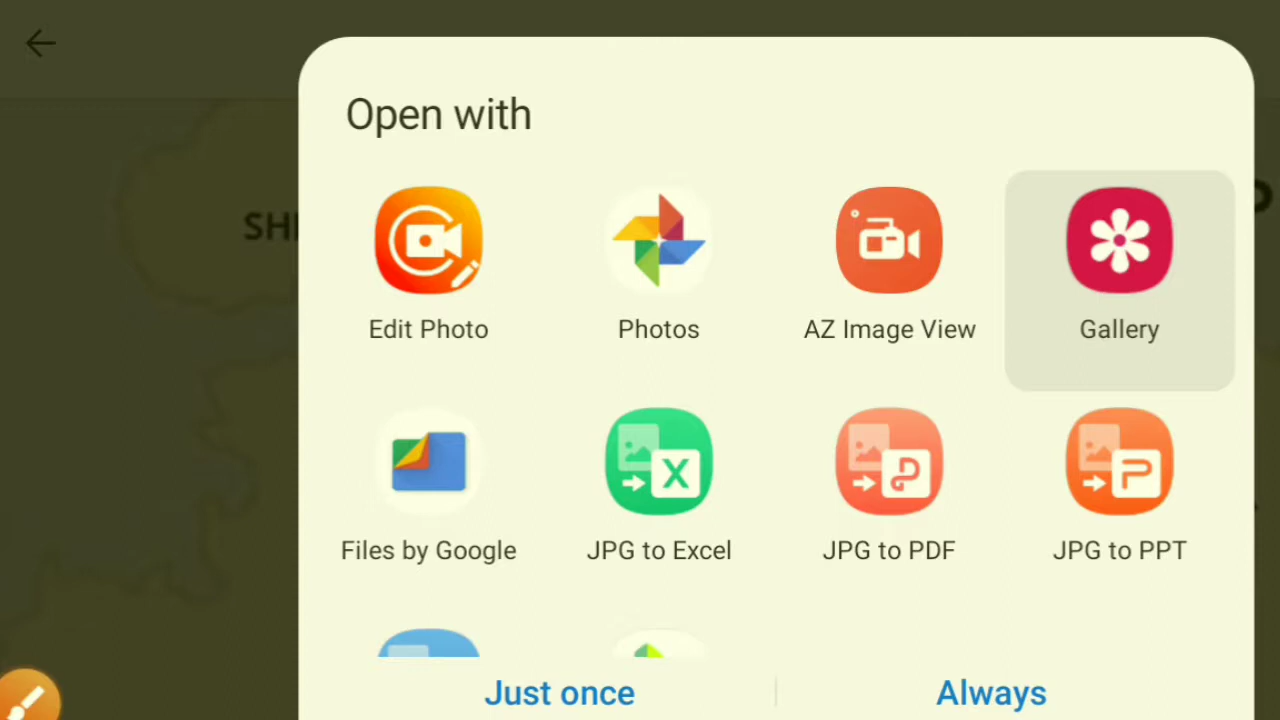 Open with
Edit Photo
Photos
AZ Image View
Gallery
Files by Google
JPG to Excel
JPG to PDF
JPG to PPT
Just once
Always